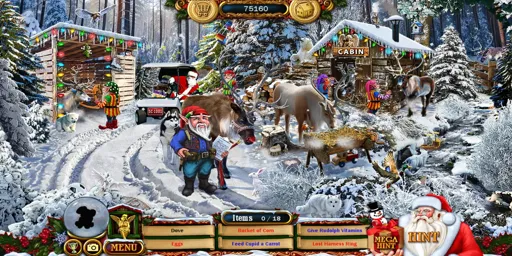 75160
CABIN
Items 0 / 18
Dove
Bucket of Corn
Give Rudolph Vitamins
Eggs
Feed Cupid a Carrot
Lost Harness Ring
MENU
MEGA HINT
HINT